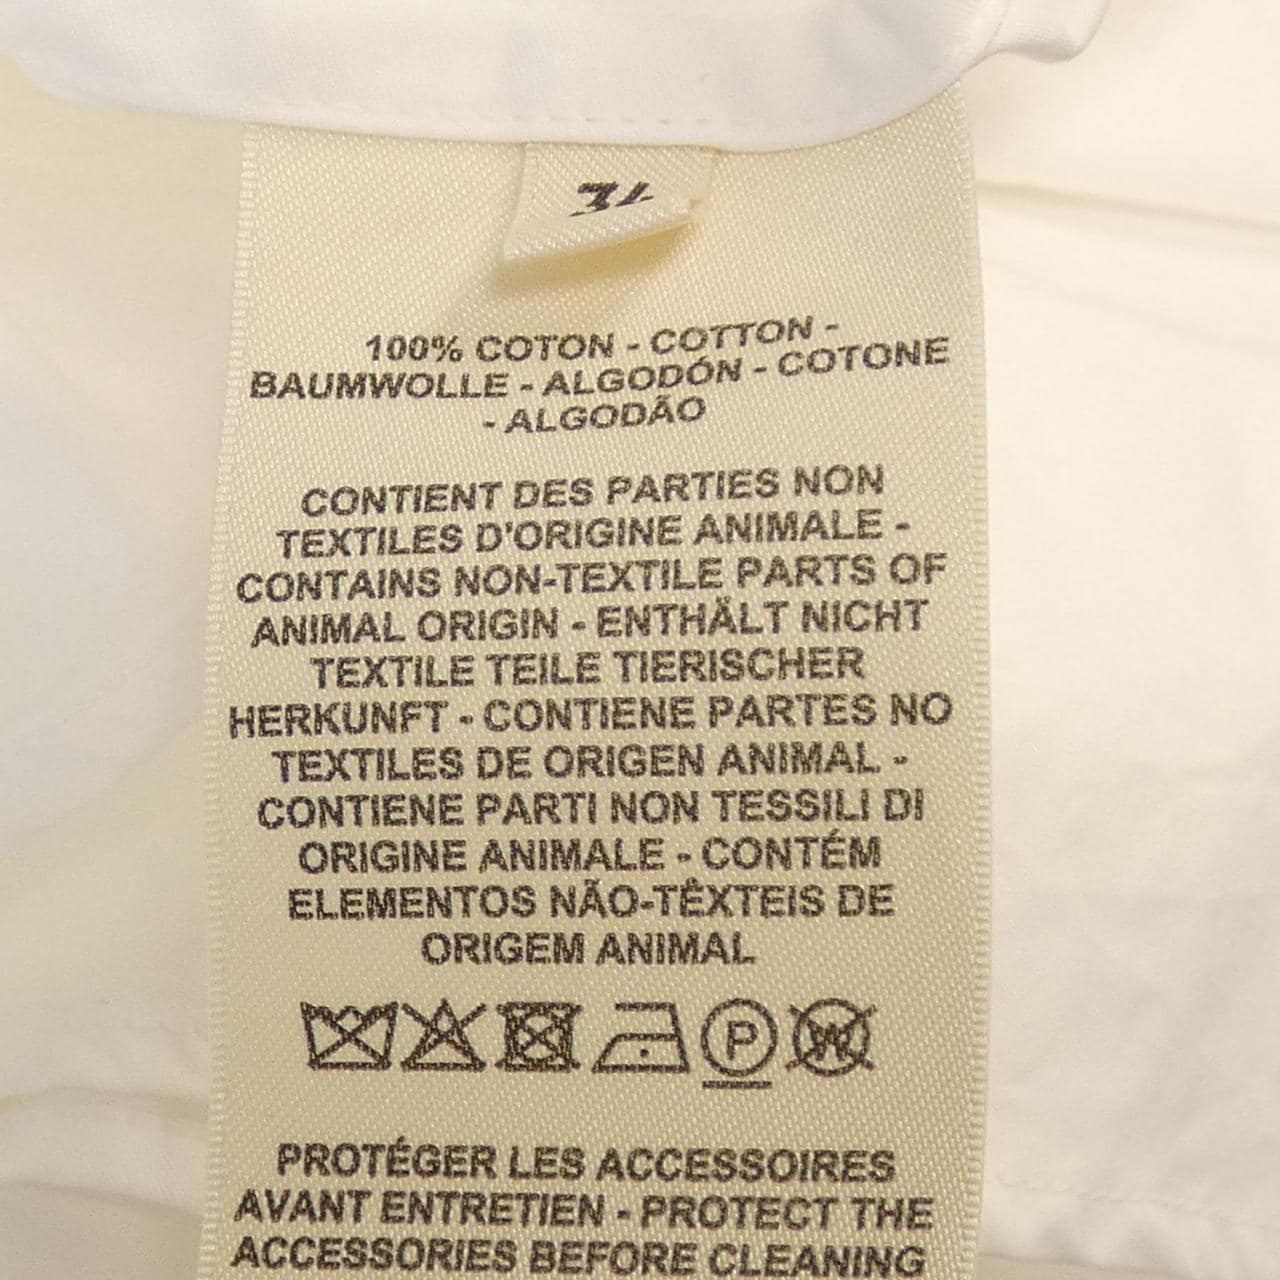 34
100% COTON - COTTON -
BAUMWOLLE - ALGODÓN - COTONE
- ALGODÃO
CONTIENT DES PARTIES NON
TEXTILES D'ORIGINE ANIMALE -
CONTAINS NON-TEXTILE PARTS OF
ANIMAL ORIGIN - ENTHÄLT NICHT
TEXTILE TEILE TIERISCHER
HERKUNFT - CONTIENE PARTES NO
TEXTILES DE ORIGEN ANIMAL -
CONTIENE PARTI NON TESSILI DI
ORIGINE ANIMALE - CONTÉM
ELEMENTOS NÃO-TÊXTEIS DE
ORIGEM ANIMAL
P W
PROTÉGER LES ACCESSOIRES
AVANT ENTRETIEN - PROTECT THE
ACCESSORIES BEFORE CLEANING